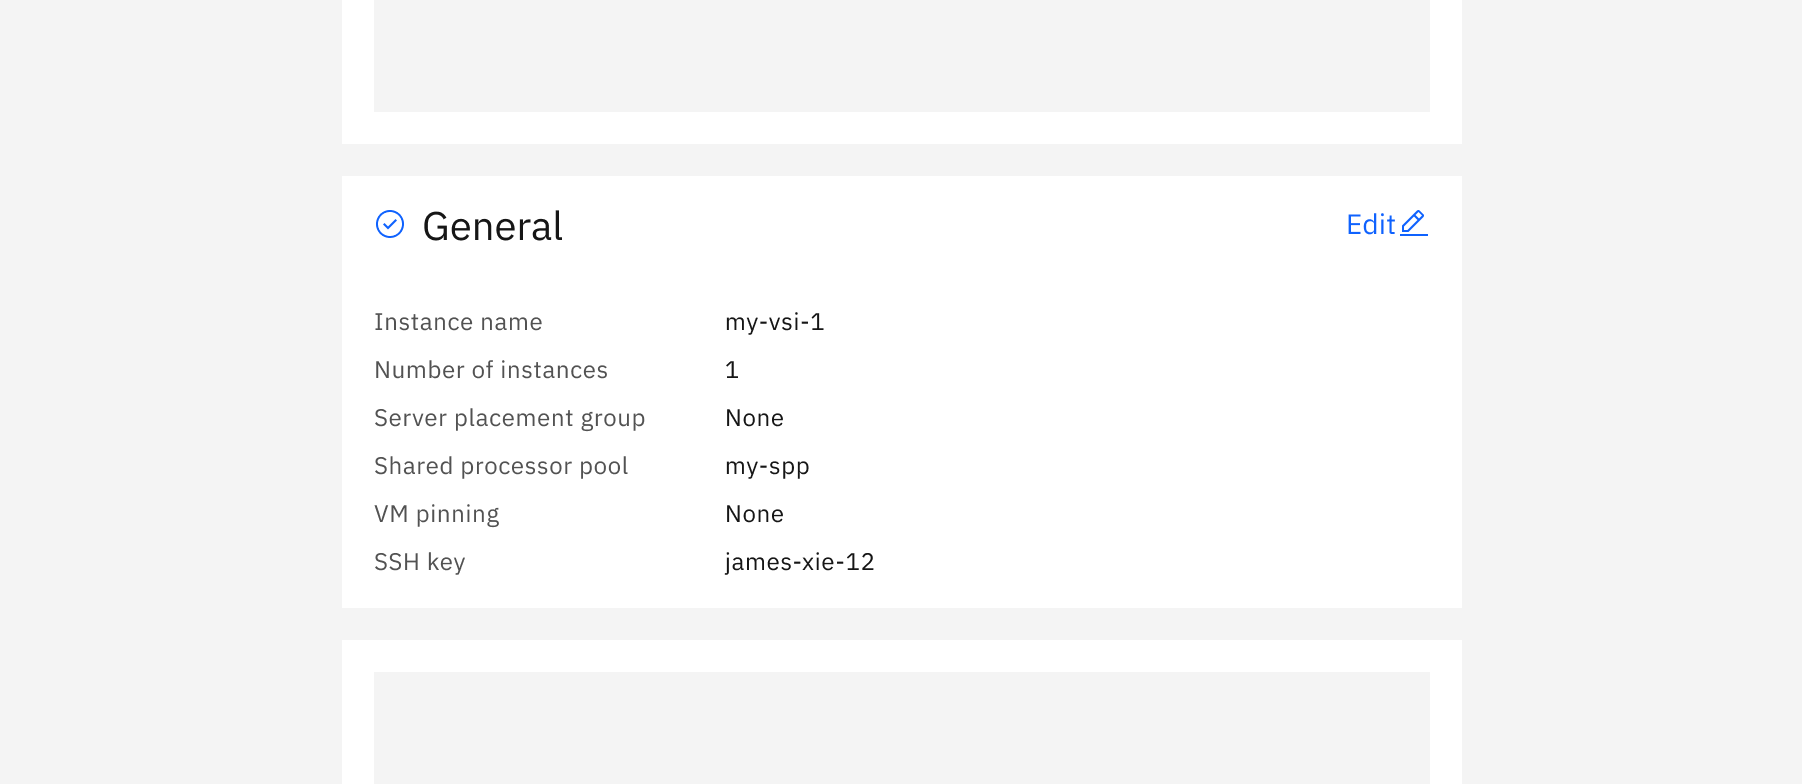 General
Edit
Instance name my-vsi-1
Number of instances 1
Server placement group None
Shared processor pool my-spp
VM pinning None
SSH key james-xie-12